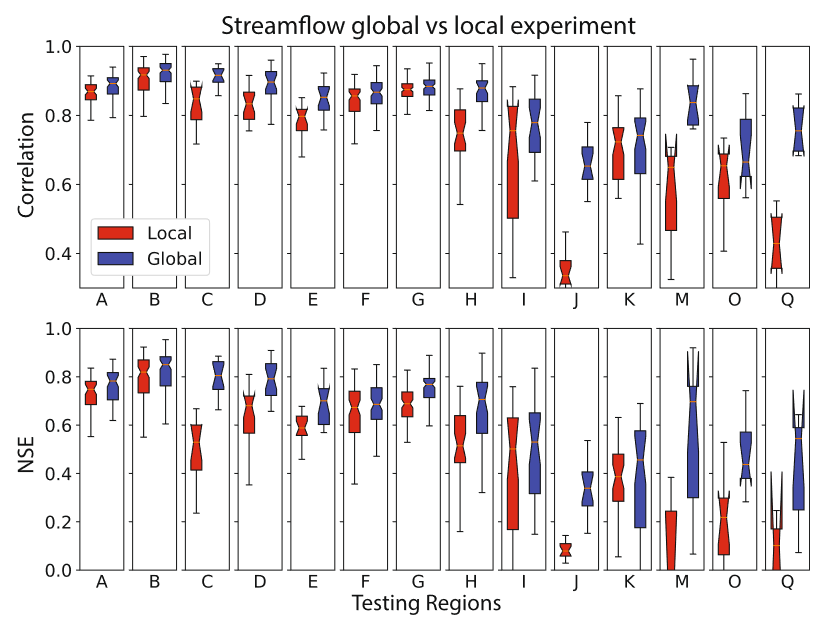 Streamflow global vs local experiment
Correlation
1.0
0.8
0.6
0.4
Local
Global
A B C D E F G H I J K M O Q
NSE
1.0
0.8
0.6
0.4
0.2
0.0
A B C D E F G H I J K M O Q
Testing Regions